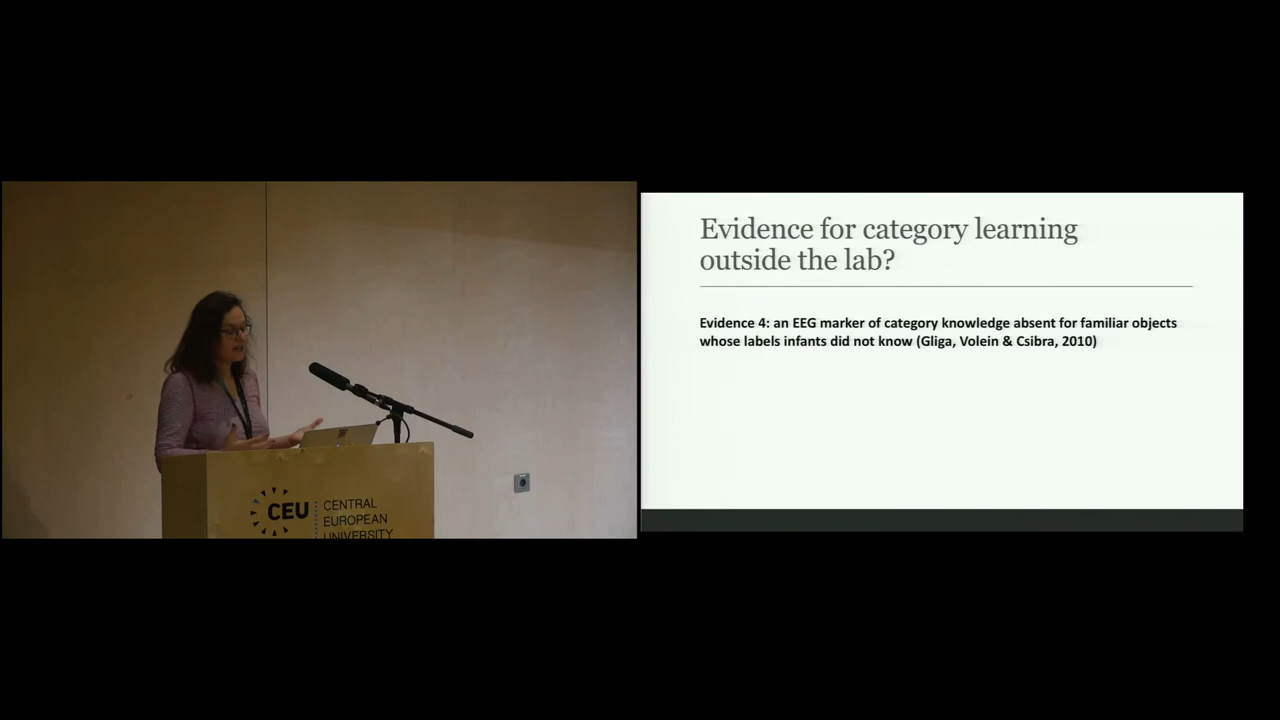 Evidence for category learning
outside the lab?
Evidence 4: an EEG marker of category knowledge absent for familiar objects
whose labels infants did not know (Gliga, Volein & Csibra, 2010)
CEU
CENTRAL
EUROPEAN
UNIVERSITY